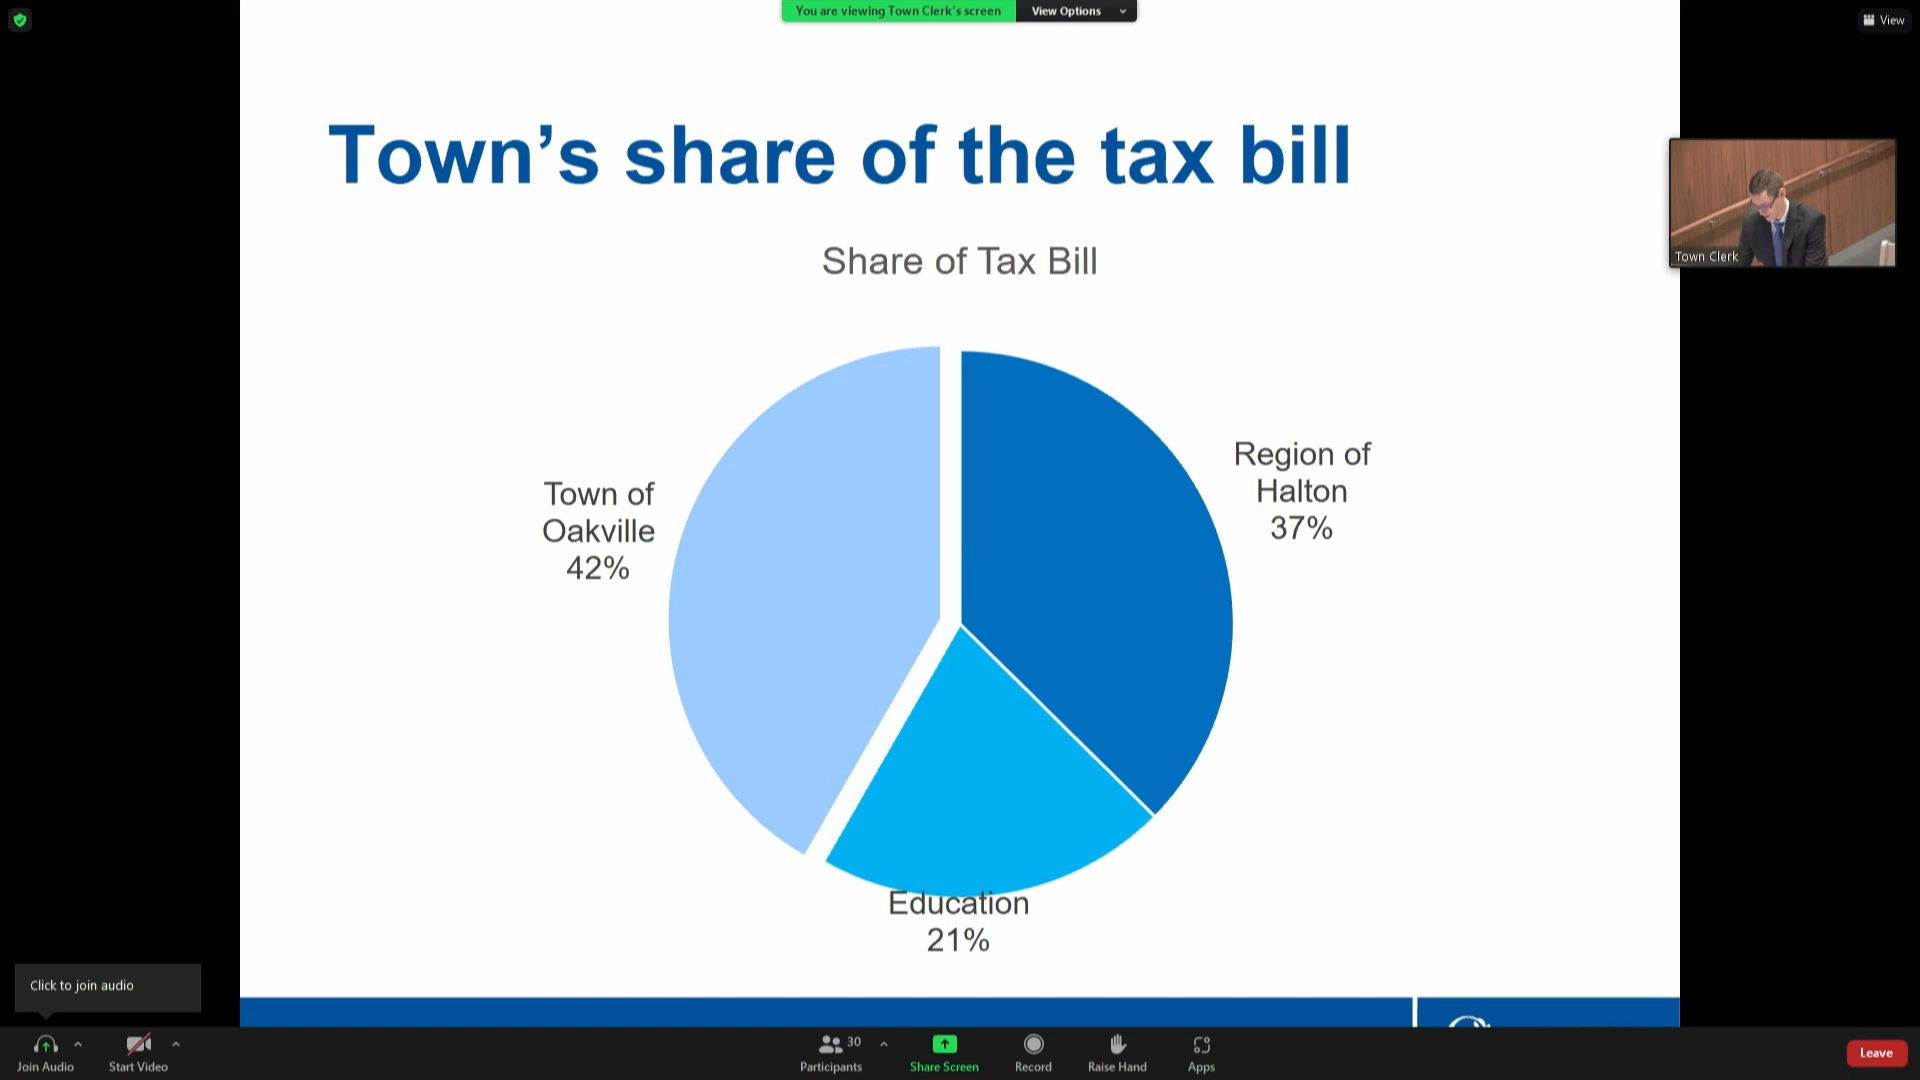 You are viewing Town Clerk's screen
View Options
View
Town's share of the tax bill
Share of Tax Bill
Town Clerk
Region of
Halton
37%
Town of
Oakville
42%
Education
21%
Click to join audio
Join Audio
Start Video
30
Participants
Share Screen
Record
Raise Hand
Apps
Leave